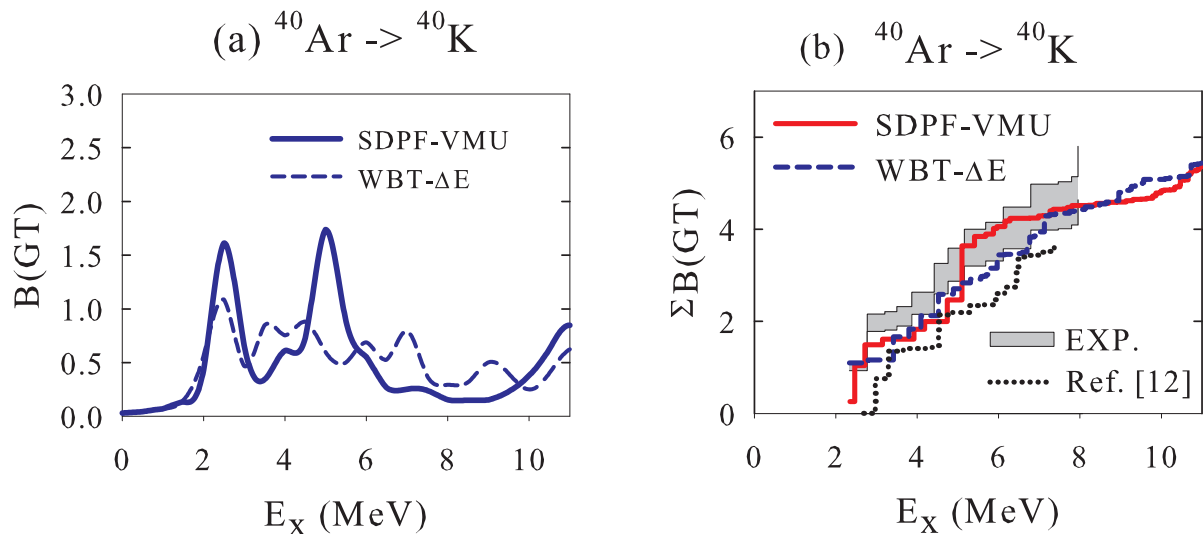 (a) ⁴⁰Ar -> ⁴⁰K
3.0
2.5
2.0
1.5
1.0
0.5
0.0
B(GT)
SDPF-VMU
WBT-ΔE
0 2 4 6 8 10
Eₓ (MeV)
(b) ⁴⁰Ar -> ⁴⁰K
6
4
2
0
ΣB(GT)
SDPF-VMU
WBT-ΔE
EXP.
Ref. [12]
0 2 4 6 8 10
Eₓ (MeV)